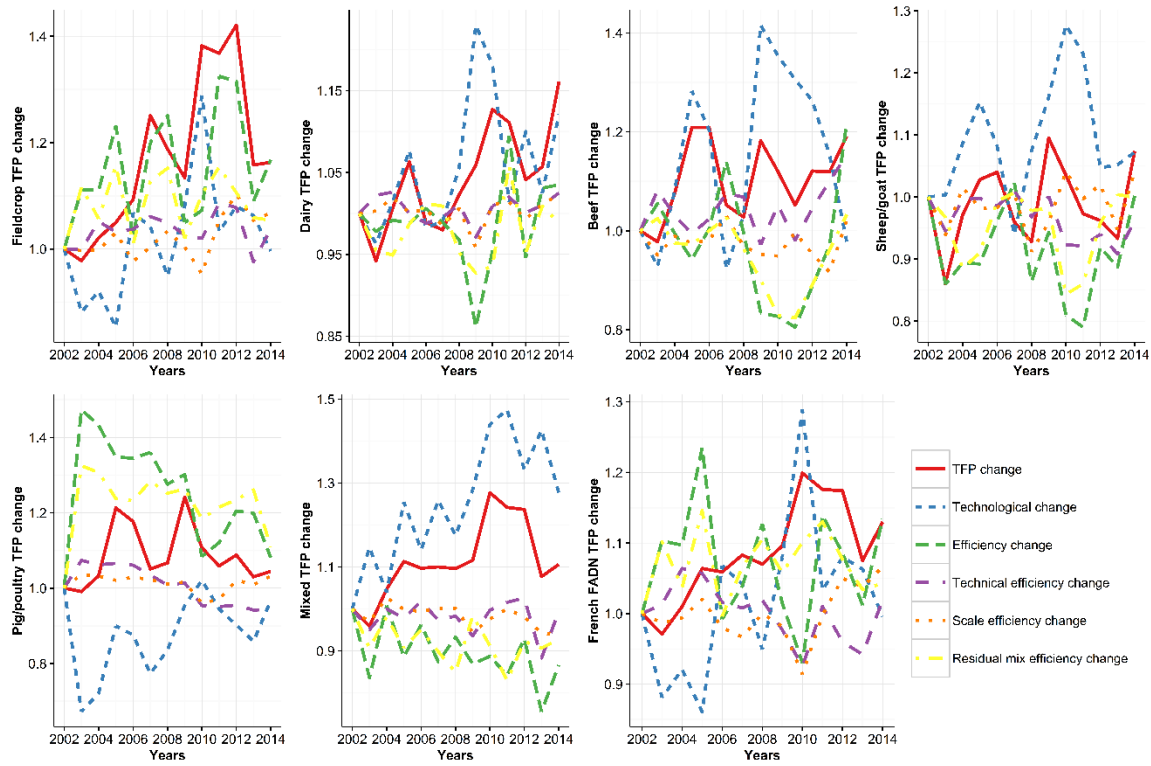 Fieldcrop TFP change
1.4
1.2
1.0
2002 2004 2006 2008 2010 2012 2014
Years
Dairy TFP change
1.15
1.05
0.95
0.85
2002 2004 2006 2008 2010 2012 2014
Years
Beef TFP change
1.4
1.2
1.0
0.8
2002 2004 2006 2008 2010 2012 2014
Years
Sheep/goat TFP change
1.3
1.2
1.1
1.0
0.9
0.8
2002 2004 2006 2008 2010 2012 2014
Years
Pig/poultry TFP change
1.4
1.2
1.0
0.8
2002 2004 2006 2008 2010 2012 2014
Years
Mixed TFP change
1.5
1.3
1.1
0.9
2002 2004 2006 2008 2010 2012 2014
Years
French FADN TFP change
1.3
1.2
1.1
1.0
0.9
2002 2004 2006 2008 2010 2012 2014
Years
TFP change
Technological change
Efficiency change
Technical efficiency change
Scale efficiency change
Residual mix efficiency change